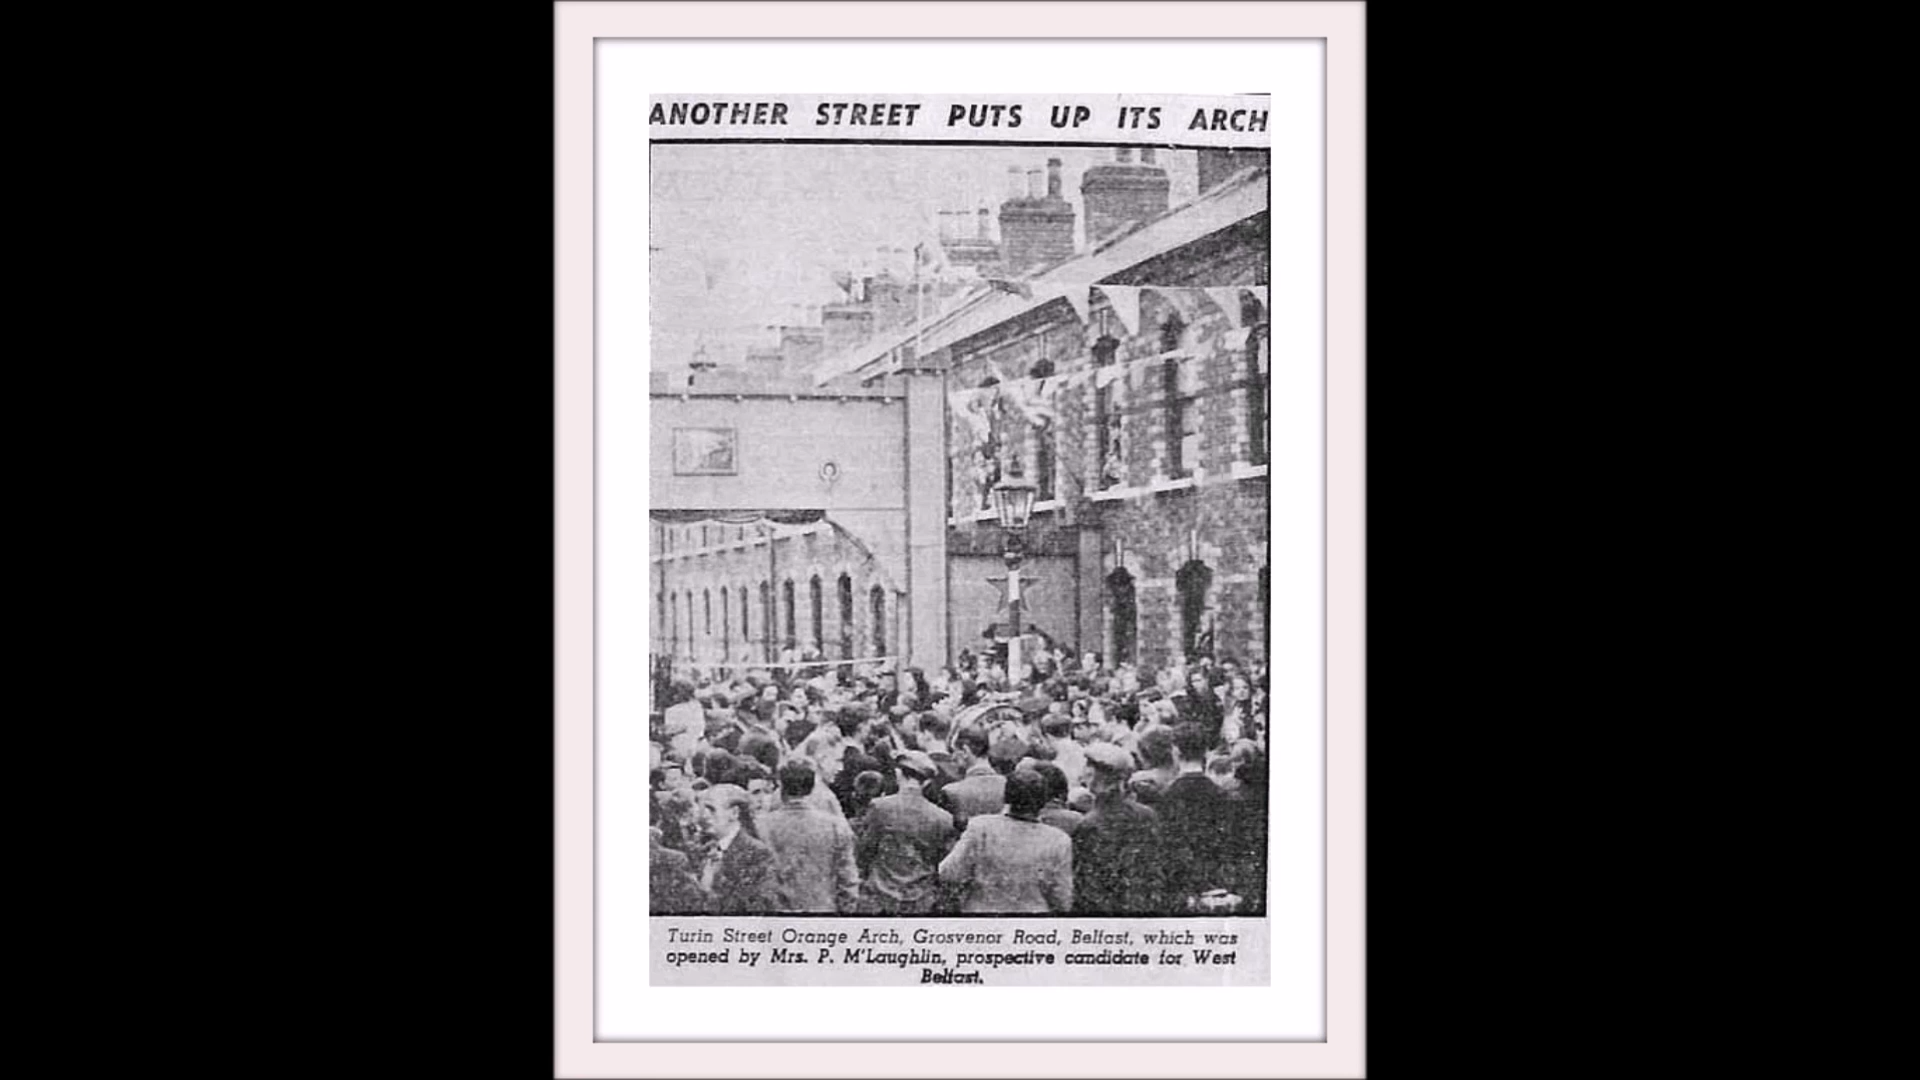 ANOTHER STREET PUTS UP ITS ARCH
Turin Street Orange Arch, Grosvenor Road, Belfast, which was
opened by Mrs. P. M'Laughlin, prospective candidate for West
Belfast.